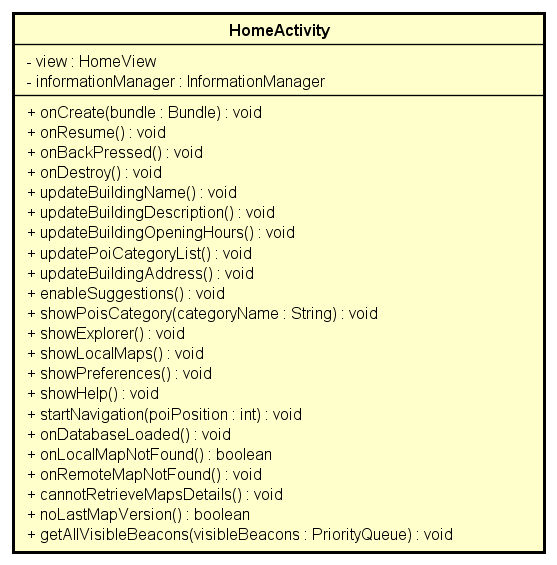 HomeActivity
- view : HomeView
- informationManager : InformationManager
+ onCreate(bundle : Bundle) : void
+ onResume() : void
+ onBackPressed() : void
+ onDestroy() : void
+ updateBuildingName() : void
+ updateBuildingDescription() : void
+ updateBuildingOpeningHours() : void
+ updatePoiCategoryList() : void
+ updateBuildingAddress() : void
+ enableSuggestions() : void
+ showPoisCategory(categoryName : String) : void
+ showExplorer() : void
+ showLocalMaps() : void
+ showPreferences() : void
+ showHelp() : void
+ startNavigation(poiPosition : int) : void
+ onDatabaseLoaded() : void
+ onLocalMapNotFound() : boolean
+ onRemoteMapNotFound() : void
+ cannotRetrieveMapsDetails() : void
+ noLastMapVersion() : boolean
+ getAllVisibleBeacons(visibleBeacons : PriorityQueue) : void